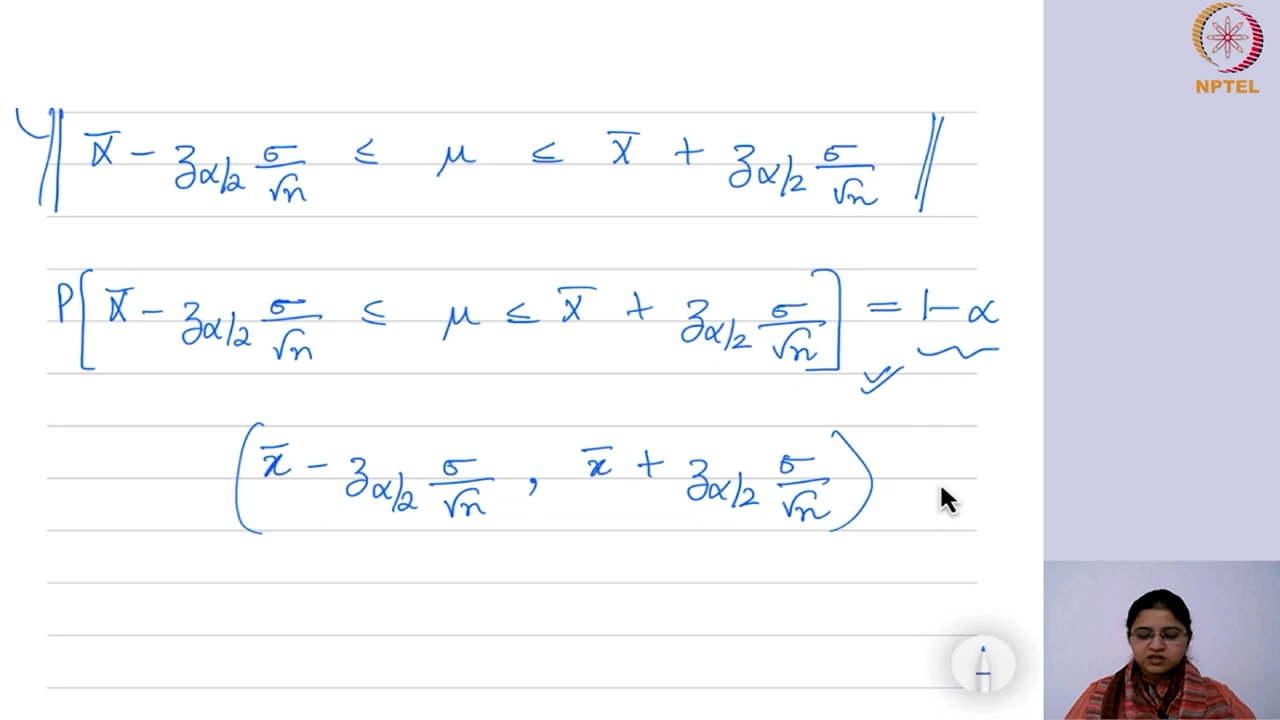 NPTEL
X̄ - z_{α/2} σ/√n ≤ μ ≤ X̄ + z_{α/2} σ/√n
P[X̄ - z_{α/2} σ/√n ≤ μ ≤ X̄ + z_{α/2} σ/√n] = 1-α
(x̄ - z_{α/2} σ/√n , x̄ + z_{α/2} σ/√n)